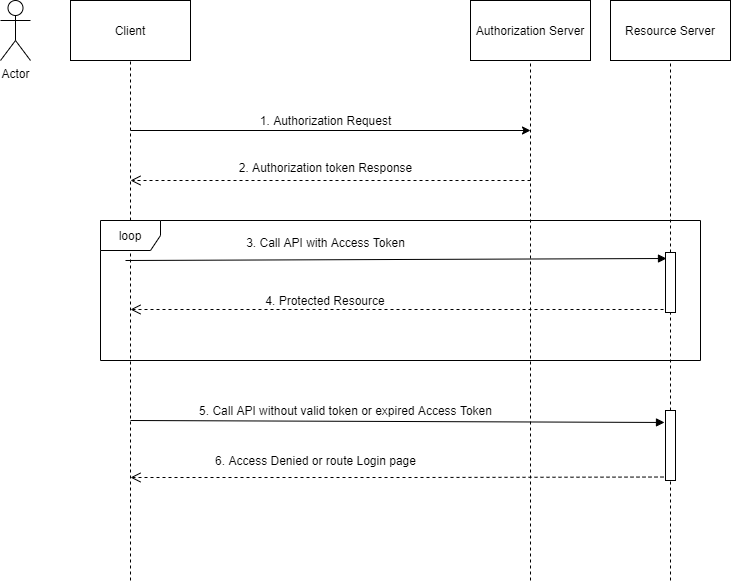 Client
Authorization Server
Resource Server
Actor
1. Authorization Request
2. Authorization token Response
loop
3. Call API with Access Token
4. Protected Resource
5. Call API without valid token or expired Access Token
6. Access Denied or route Login page